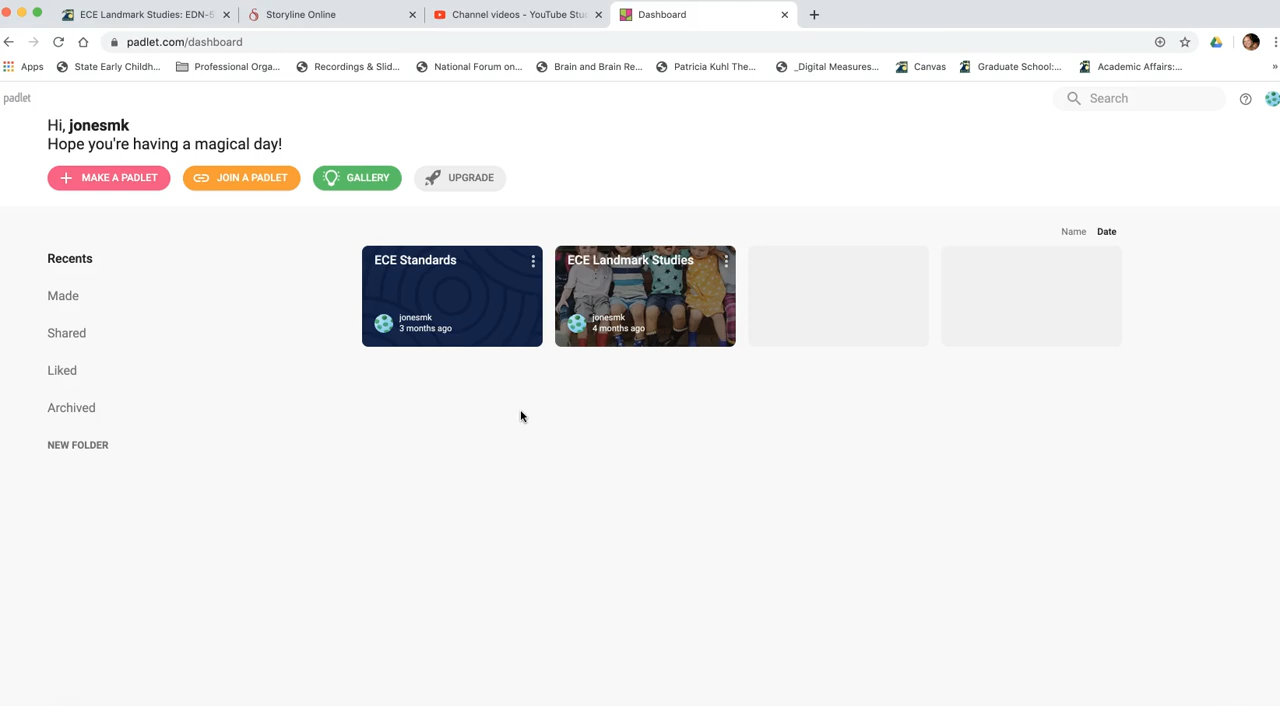 ECE Landmark Studies: EDN-5
Storyline Online
Channel videos - YouTube Stu
Dashboard
padlet.com/dashboard
Apps
State Early Childh...
Professional Orga...
Recordings & Slid...
National Forum on...
Brain and Brain Re...
Patricia Kuhl The...
_Digital Measures...
Canvas
Graduate School:...
Academic Affairs:...
»
padlet
Search
Hi, jonesmk
Hope you're having a magical day!
MAKE A PADLET
JOIN A PADLET
GALLERY
UPGRADE
Name Date
Recents
Made
Shared
Liked
Archived
NEW FOLDER
ECE Standards
jonesmk
3 months ago
ECE Landmark Studies
jonesmk
4 months ago